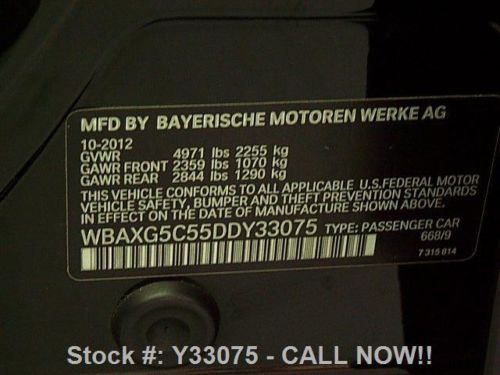 MFD BY BAYERISCHE MOTOREN WERKE AG
10-2012
GVWR 4971 lbs 2255 kg
GAWR FRONT 2359 lbs 1070 kg
GAWR REAR 2844 lbs 1290 kg
THIS VEHICLE CONFORMS TO ALL APPLICABLE U.S.FEDERAL MOTOR
VEHICLE SAFETY, BUMPER AND THEFT PREVENTION STANDARDS
IN EFFECT ON THE DATE OF MANUFACTURE SHOWN ABOVE.
WBAXG5C55DDY33075 TYPE: PASSENGER CAR
668/9
7 315 814
Stock #: Y33075 - CALL NOW!!